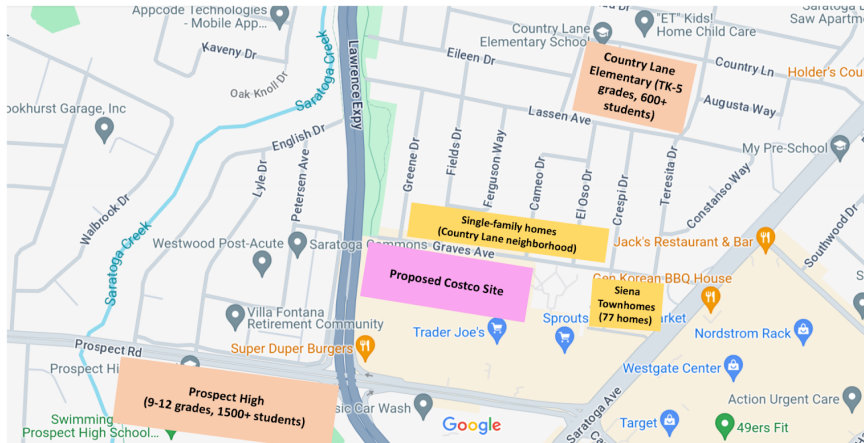 Appcode Technologies
- Mobile App...
Kaveny Dr
Oak Knoll Dr
Saratoga Creek
ookhurst Garage, Inc
English Dr
Lyle Dr
Petersen Ave
Walbrook Dr
Saratoga Creek
Westwood Post-Acute
Villa Fontana
Retirement Community
Prospect Rd
Super Duper Burgers
Prospect Hi
Prospect High
(9-12 grades, 1500+ students)
Swimming
Prospect High School...
Lawrence Expy
Country Lane
Elementary School
"ET" Kids!
Home Child Care
Saw Apartme
Eileen Dr
Country Lane
Elementary (TK-5
grades, 600+
students)
Country Ln
Holder's Cou
Augusta Way
Lassen Ave
My Pre-School
Greene Dr
Fields Dr
Ferguson Way
Cameo Dr
El Oso Dr
Crespi Dr
Teresita Dr
Constanso Way
Southwood Dr
Single-family homes
(Country Lane neighborhood)
Saratoga Commons
Graves Ave
Jack's Restaurant & Bar
Gen Korean BBQ House
Proposed Costco Site
Siena
Townhomes
(77 homes)
Trader Joe's
Sprouts
arket
Nordstrom Rack
Westgate Center
Saratoga Ave
Action Urgent Care
sic Car Wash
Google
Target
49ers Fit